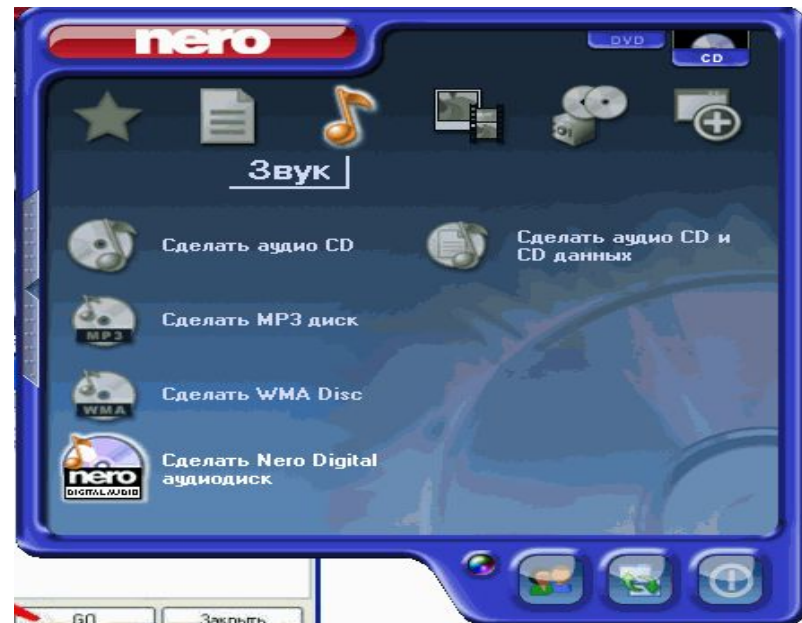 nero
DVD
CD
Звук
Сделать аудио CD
Сделать аудио CD и
CD данных
MP3
Сделать MP3 диск
WMA
Сделать WMA Disc
nero
DIGITAL AUDIO
Сделать Nero Digital
аудиодиск
GO
Закрыть